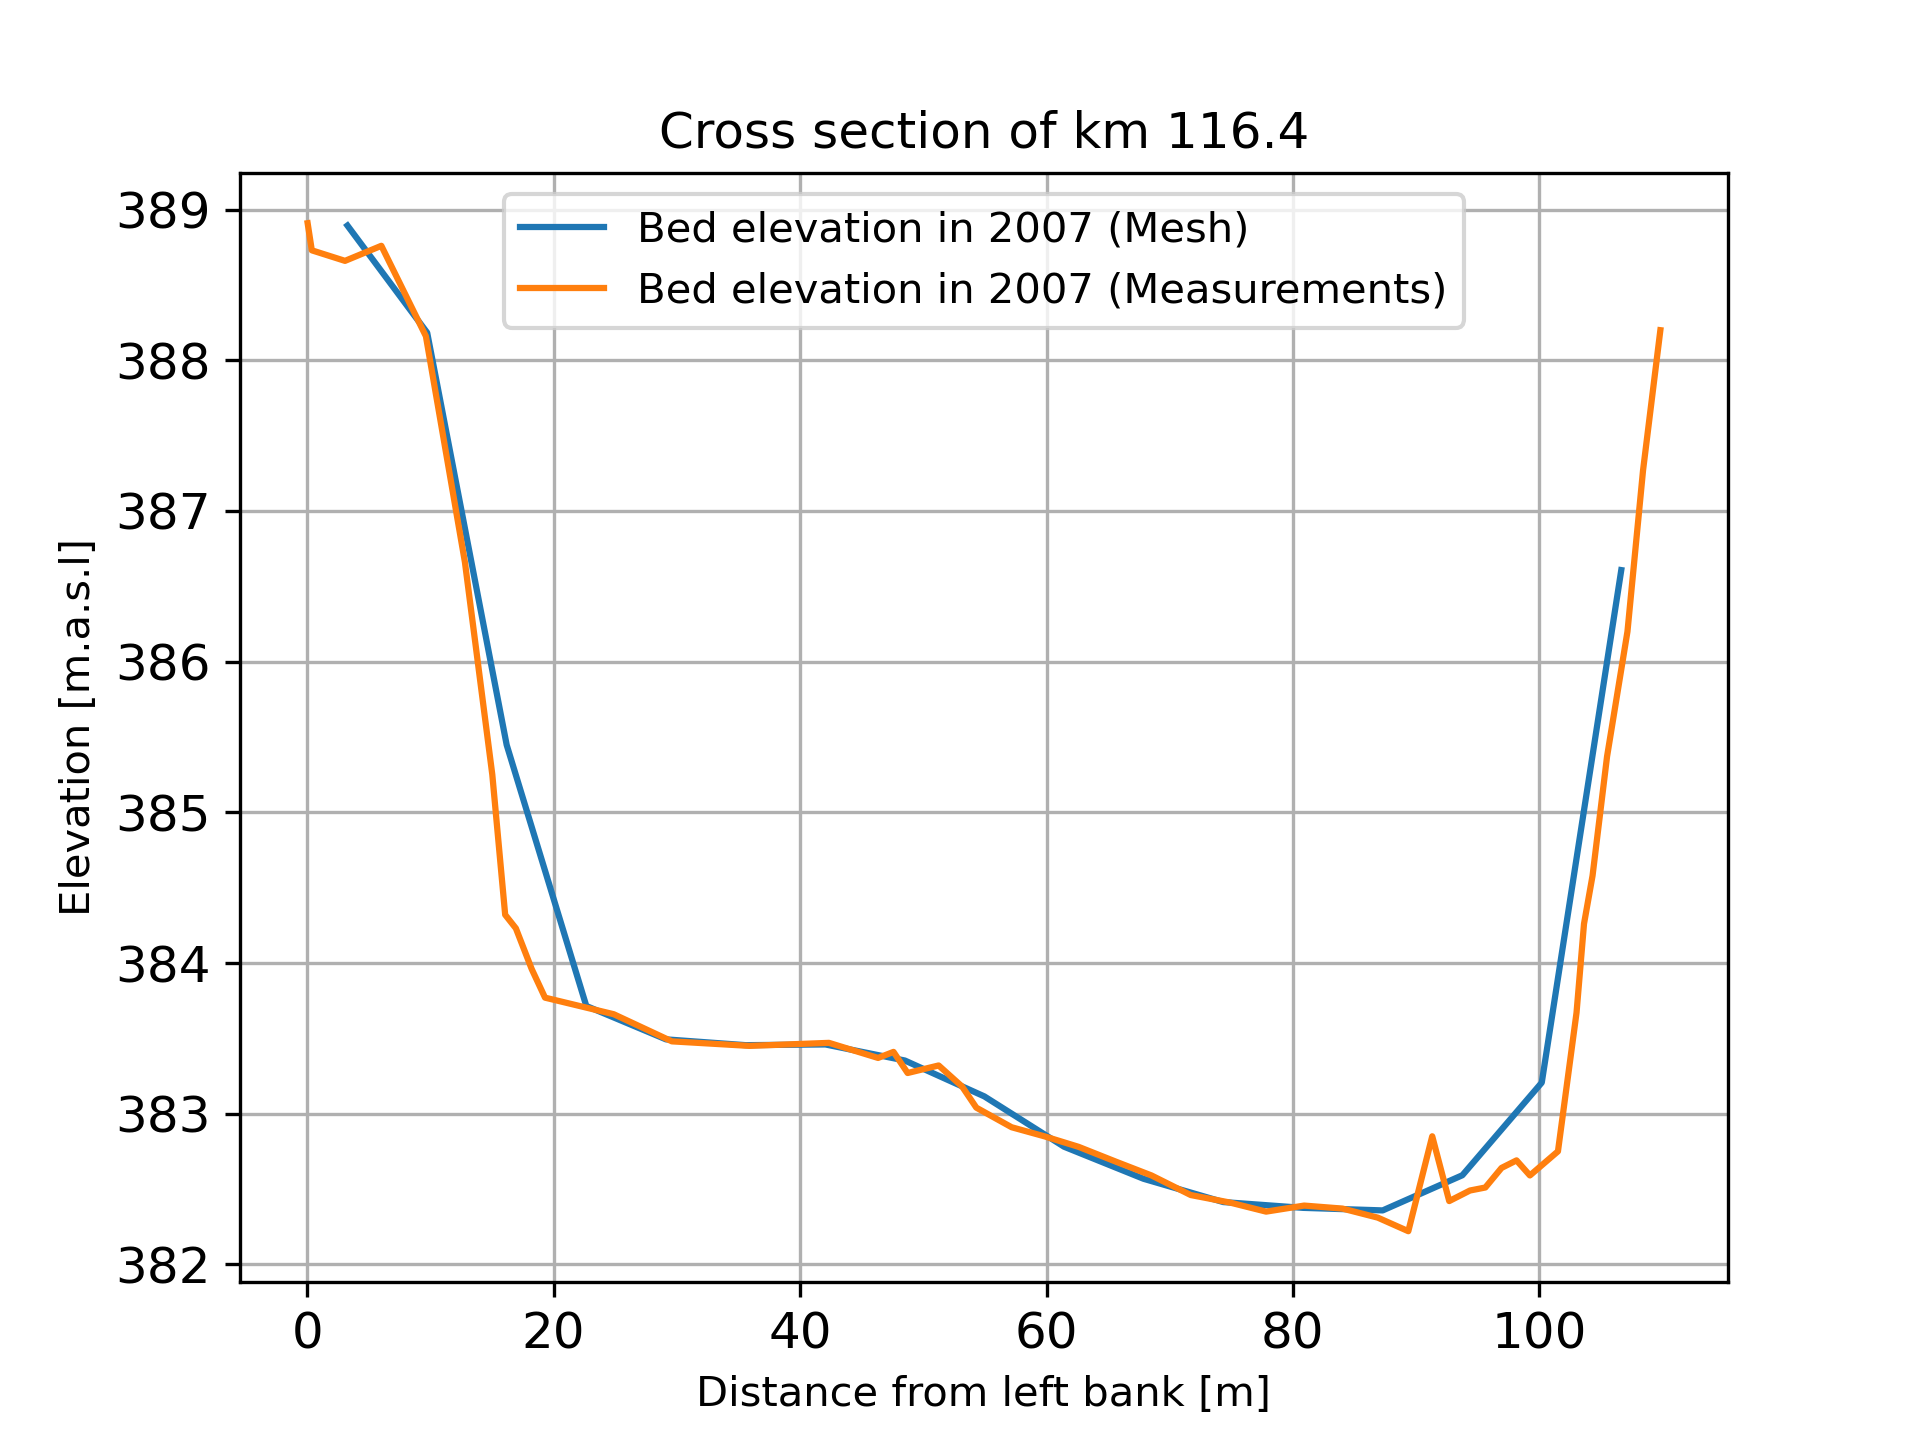 Cross section of km 116.4
Bed elevation in 2007 (Mesh)
Bed elevation in 2007 (Measurements)
389
388
387
386
385
384
383
382
Elevation [m.a.s.l]
0 20 40 60 80 100
Distance from left bank [m]